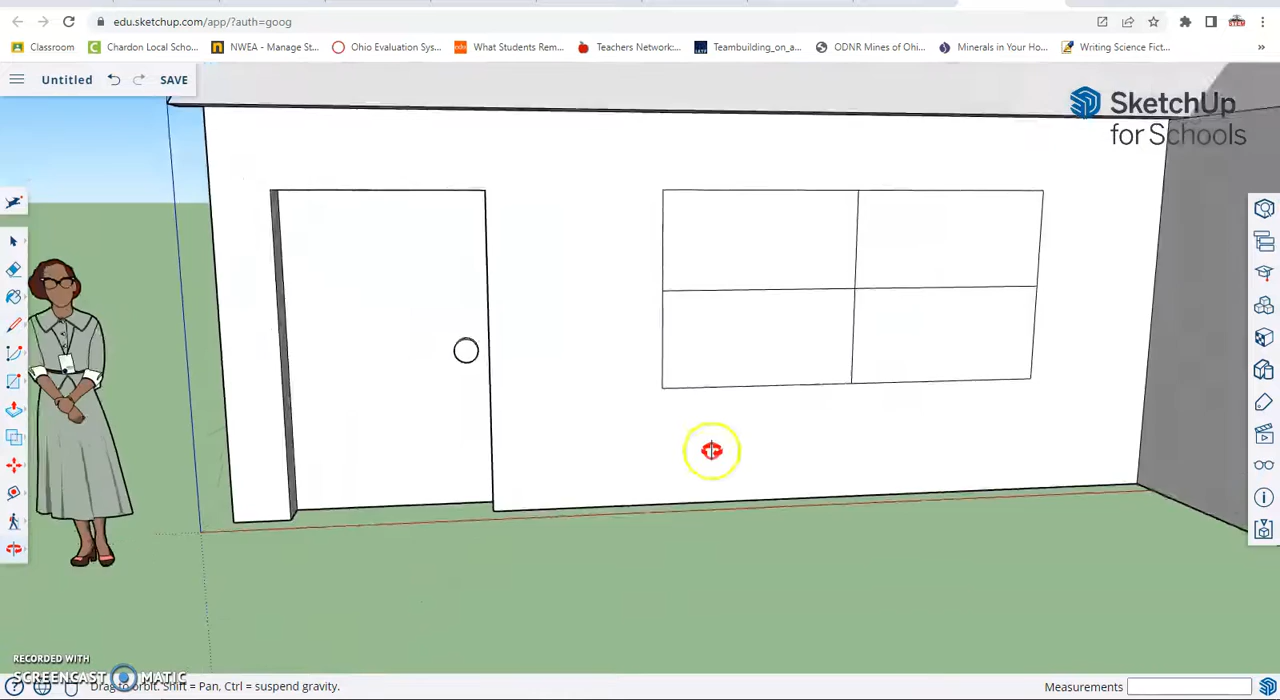 edu.sketchup.com/app/?auth=goog
Classroom
Chardon Local Scho...
NWEA - Manage St...
Ohio Evaluation Sys...
What Students Rem...
Teachers Network:...
Teambuilding_on_a...
ODNR Mines of Ohi...
Minerals in Your Ho...
Writing Science Fict...
»
Untitled
SAVE
SketchUp
for Schools
RECORDED WITH
SCREENCAST MATIC
Drag to orbit. Shift = Pan, Ctrl = suspend gravity.
Measurements